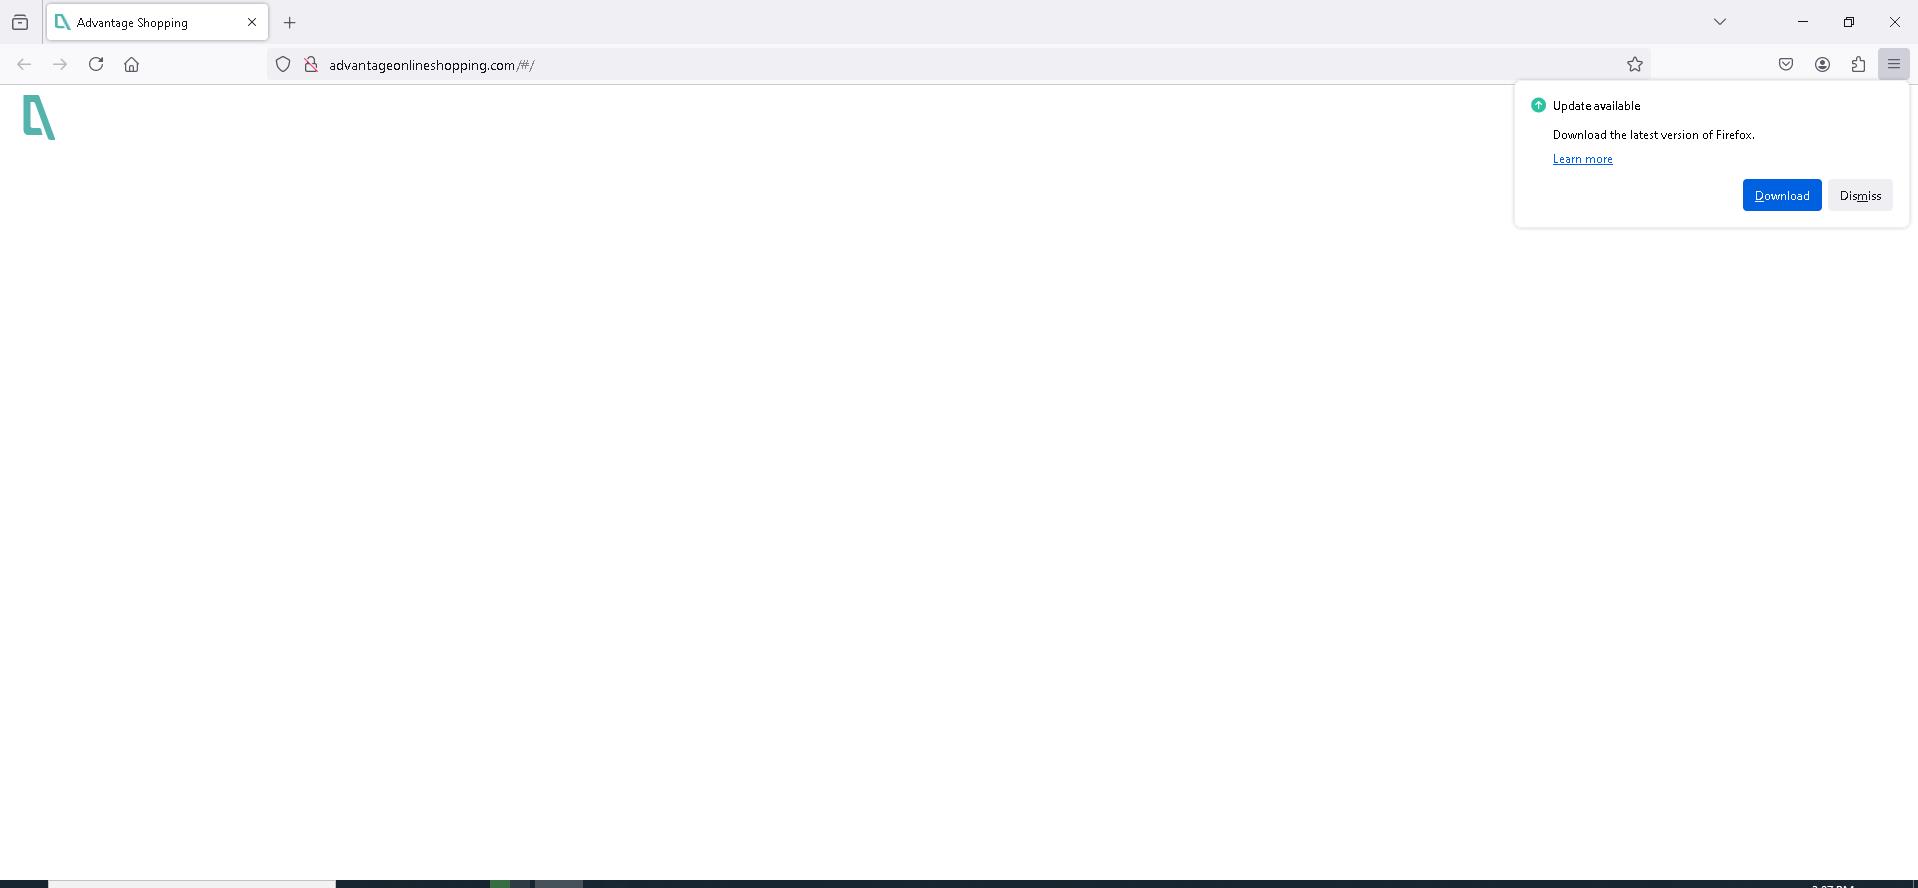 Advantage Shopping
advantageonlineshopping.com/#/
Update available
Download the latest version of Firefox.
Learn more
Download
Dismiss